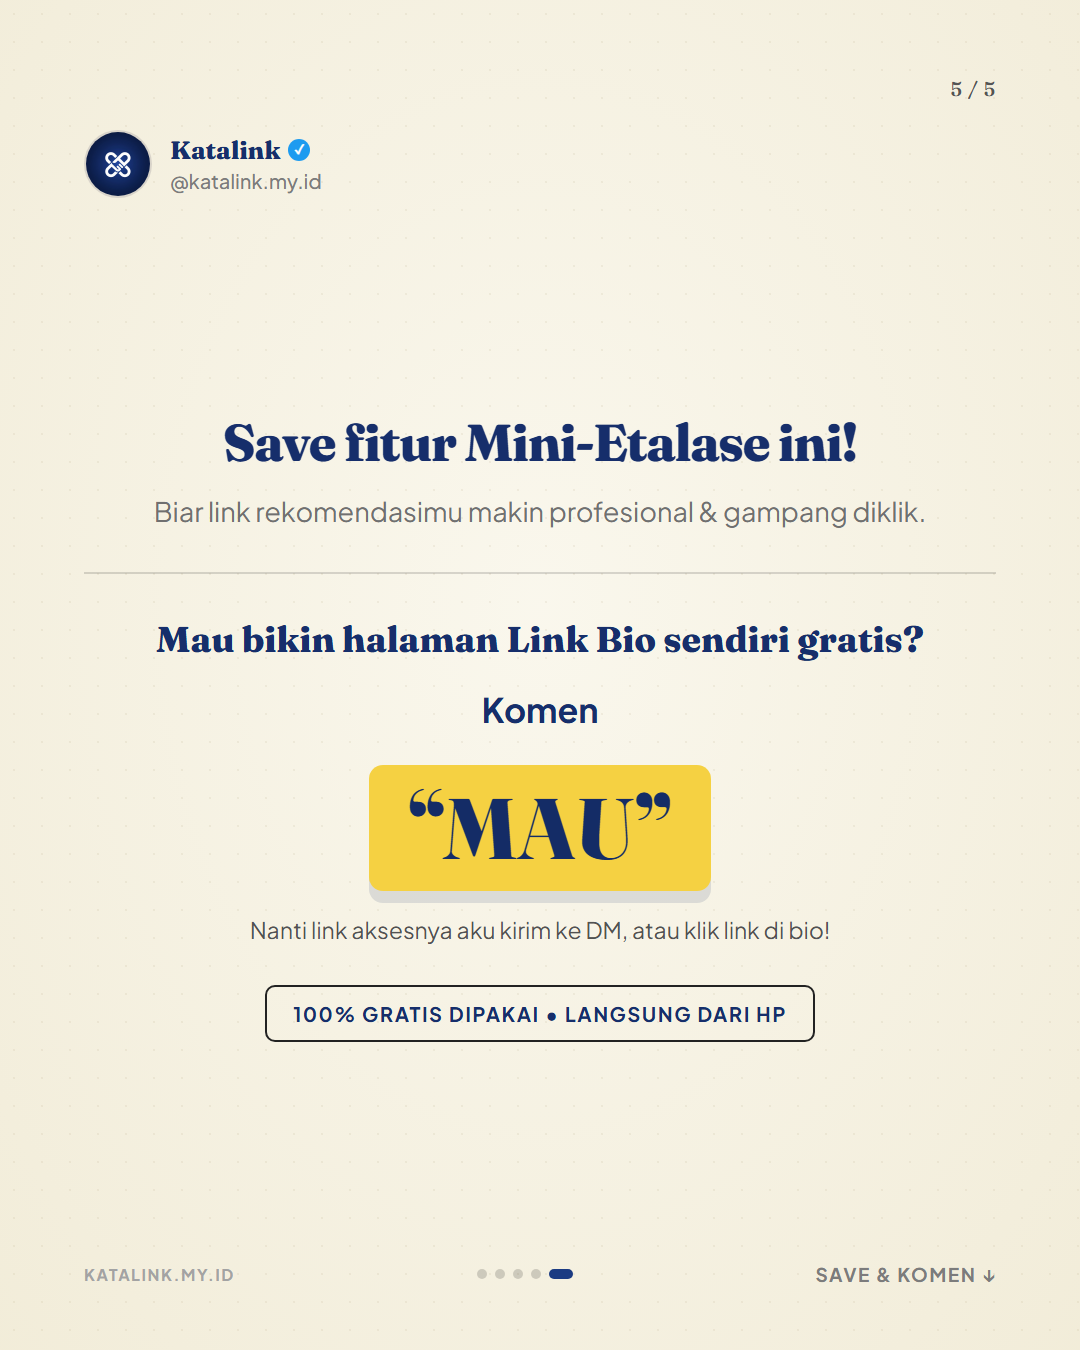 5 / 5
Katalink
@katalink.my.id
Save fitur Mini-Etalase ini!
Biar link rekomendasimu makin profesional & gampang diklik.
Mau bikin halaman Link Bio sendiri gratis?
Komen
“MAU”
Nanti link aksesnya aku kirim ke DM, atau klik link di bio!
100% GRATIS DIPAKAI • LANGSUNG DARI HP
KATALINK.MY.ID
SAVE & KOMEN ↓